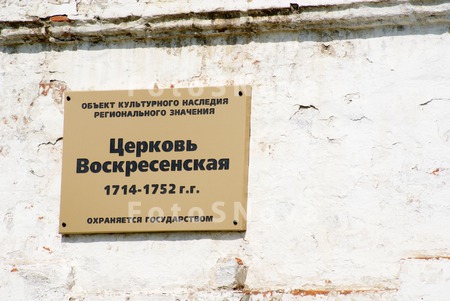 ОБЪЕКТ КУЛЬТУРНОГО НАСЛЕДИЯ
РЕГИОНАЛЬНОГО ЗНАЧЕНИЯ
Церковь
Воскресенская
1714-1752 г.г.
ОХРАНЯЕТСЯ ГОСУДАРСТВОМ